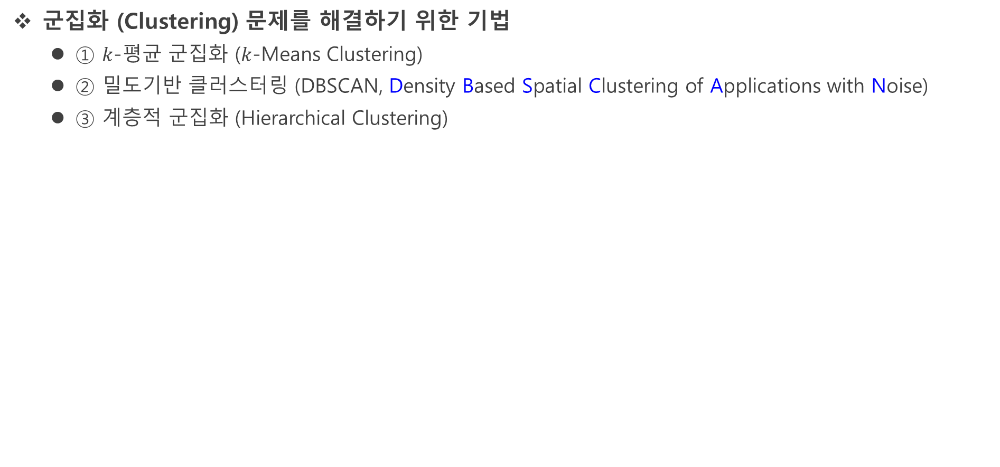 ❖ 군집화 (Clustering) 문제를 해결하기 위한 기법
● ① k-평균 군집화 (k-Means Clustering)
● ② 밀도기반 클러스터링 (DBSCAN, Density Based Spatial Clustering of Applications with Noise)
● ③ 계층적 군집화 (Hierarchical Clustering)